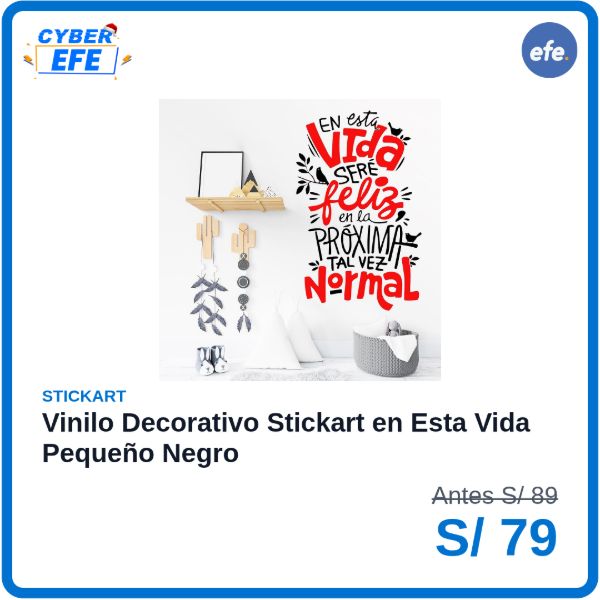 CYBER
EFE
efe.
EN esta
Vida
SERÉ
feliz
en la
PRÓXIMA
TAL VEZ
NormaL
STICKART
Vinilo Decorativo Stickart en Esta Vida
Pequeño Negro
Antes S/ 89
S/ 79